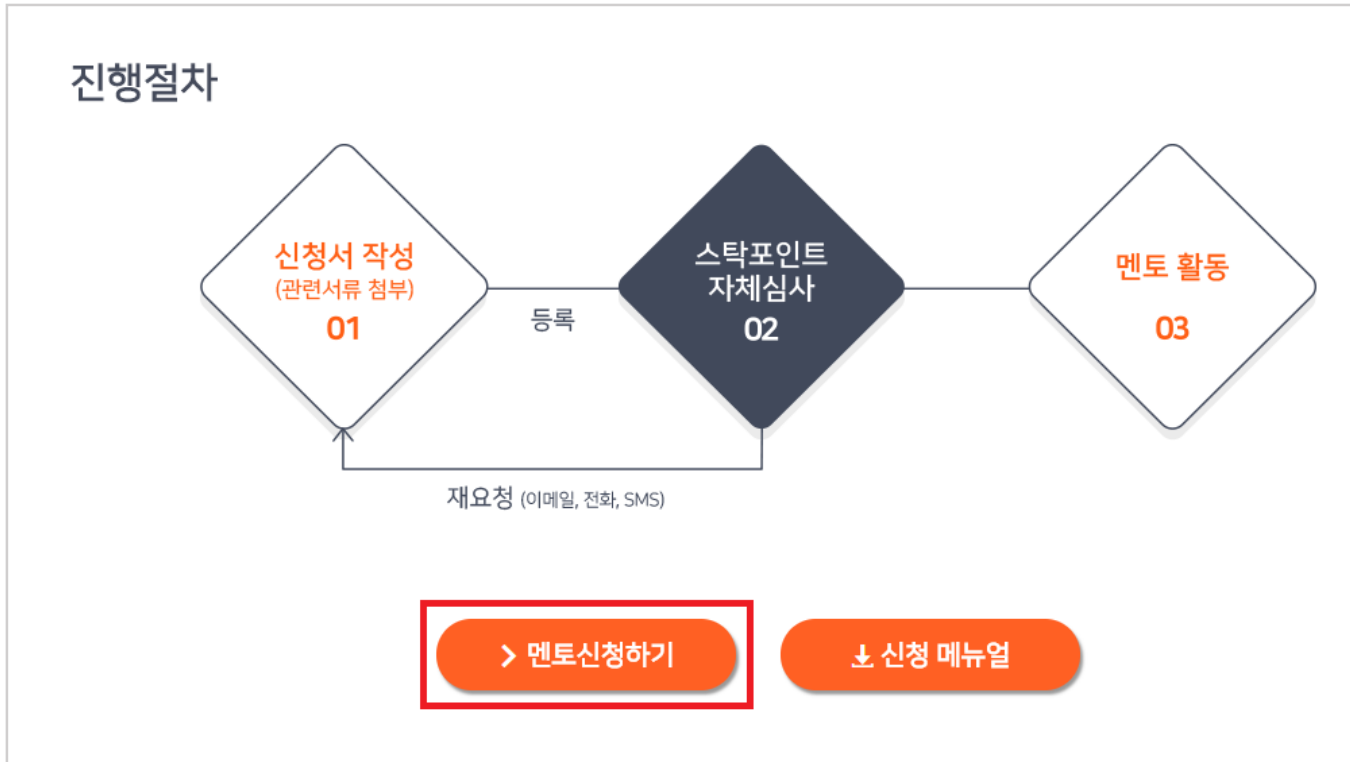 진행절차
신청서 작성
(관련서류 첨부)
01
등록
스탁포인트
자체심사
02
멘토 활동
03
재요청 (이메일, 전화, SMS)
멘토신청하기
신청 메뉴얼